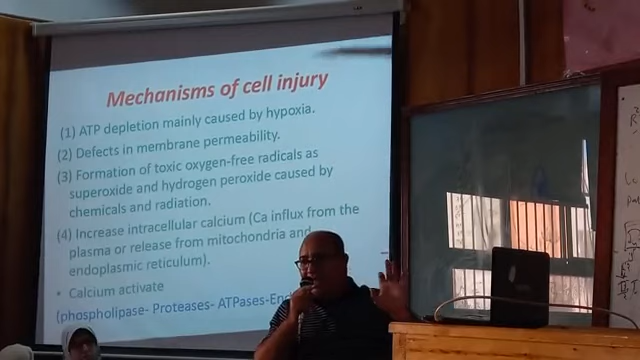 Mechanisms of cell injury
(1) ATP depletion mainly caused by hypoxia.
(2) Defects in membrane permeability.
(3) Formation of toxic oxygen-free radicals as
superoxide and hydrogen peroxide caused by
chemicals and radiation.
(4) Increase intracellular calcium (Ca influx from the
plasma or release from mitochondria and
endoplasmic reticulum).
• Calcium activate
(phospholipase- Proteases- ATPases-